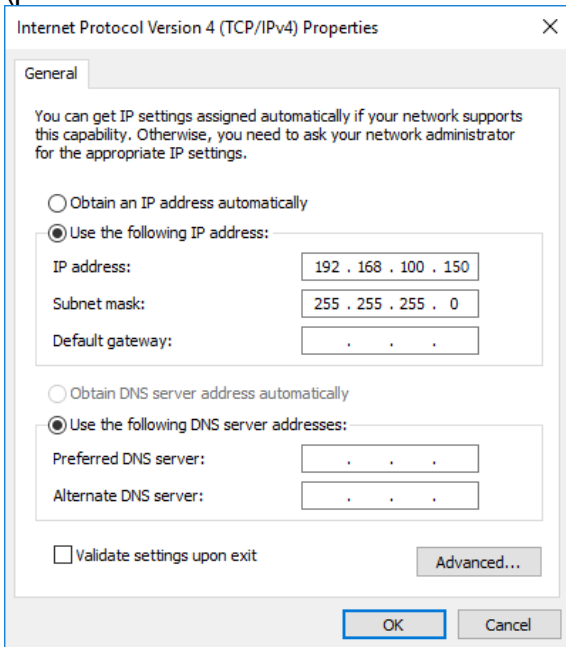 Internet Protocol Version 4 (TCP/IPv4) Properties
General
You can get IP settings assigned automatically if your network supports
this capability. Otherwise, you need to ask your network administrator
for the appropriate IP settings.
Obtain an IP address automatically
Use the following IP address:
IP address: 192 . 168 . 100 . 150
Subnet mask: 255 . 255 . 255 . 0
Default gateway: . . .
Obtain DNS server address automatically
Use the following DNS server addresses:
Preferred DNS server: . . .
Alternate DNS server: . . .
Validate settings upon exit Advanced...
OK Cancel